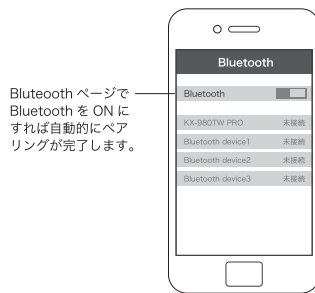 Bluetooth
Bluteooth ページで
Bluetooth を ON に
すれば自動的にペア
リングが完了します。
Bluetooth
KX-980TW PRO 未接続
Bluetooth device1 未接続
Bluetooth device2 未接続
Bluetooth device3 未接続